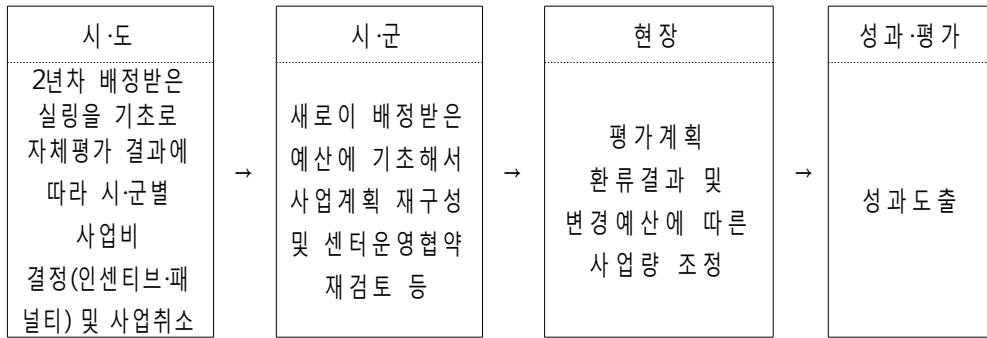 시·도
2년차 배정받은
실링을 기초로
자체평가 결과에
따라 시·군별
사업비
결정(인센티브·패
널티) 및 사업취소
→
시·군
새로이 배정받은
예산에 기초해서
사업계획 재구성
및 센터운영협약
재검토 등
→
현장
평가계획
환류결과 및
변경예산에 따른
사업량 조정
→
성과·평가
성과도출